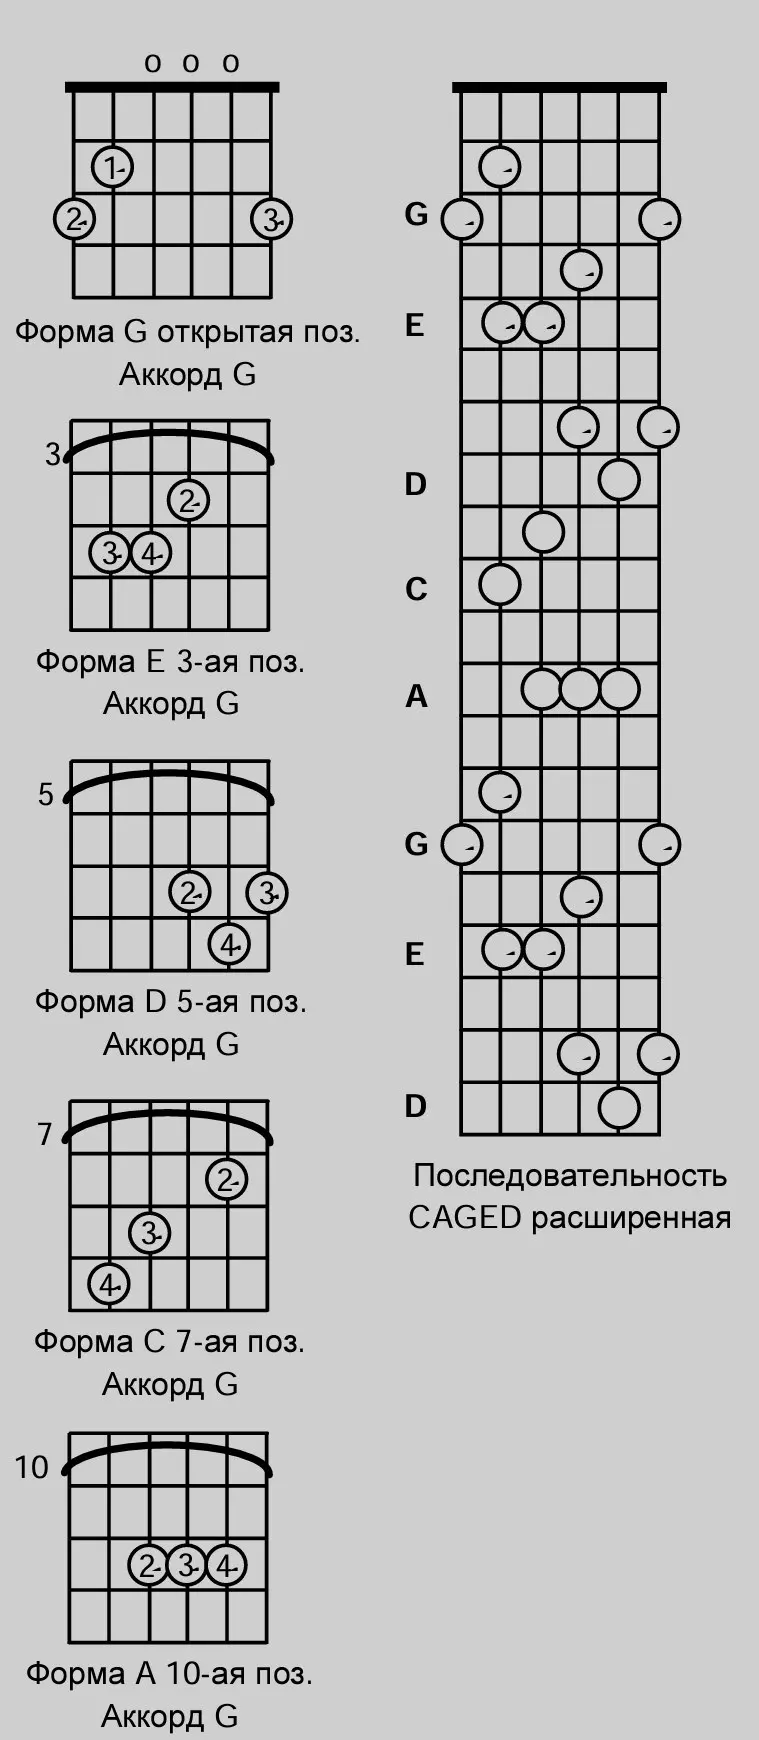 o o o
1
2 3
Форма G открытая поз.
Аккорд G
3
2
3 4
Форма E 3-ая поз.
Аккорд G
5
2 3
4
Форма D 5-ая поз.
Аккорд G
7
2
3
4
Форма C 7-ая поз.
Аккорд G
10
2 3 4
Форма A 10-ая поз.
Аккорд G
G
E
D
C
A
G
E
D
Последовательность
CAGED расширенная